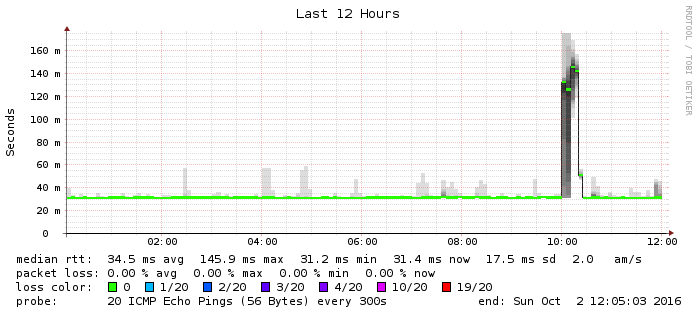 Last 12 Hours
RRDTOOL / TOBI OETIKER
Seconds
160 m
140 m
120 m
100 m
80 m
60 m
40 m
20 m
0
02:00 04:00 06:00 08:00 10:00 12:00
median rtt: 34.5 ms avg 145.9 ms max 31.2 ms min 31.4 ms now 17.5 ms sd 2.0 am/s
packet loss: 0.00 % avg 0.00 % max 0.00 % min 0.00 % now
loss color: 0 1/20 2/20 3/20 4/20 10/20 19/20
probe: 20 ICMP Echo Pings (56 Bytes) every 300s end: Sun Oct 2 12:05:03 2016